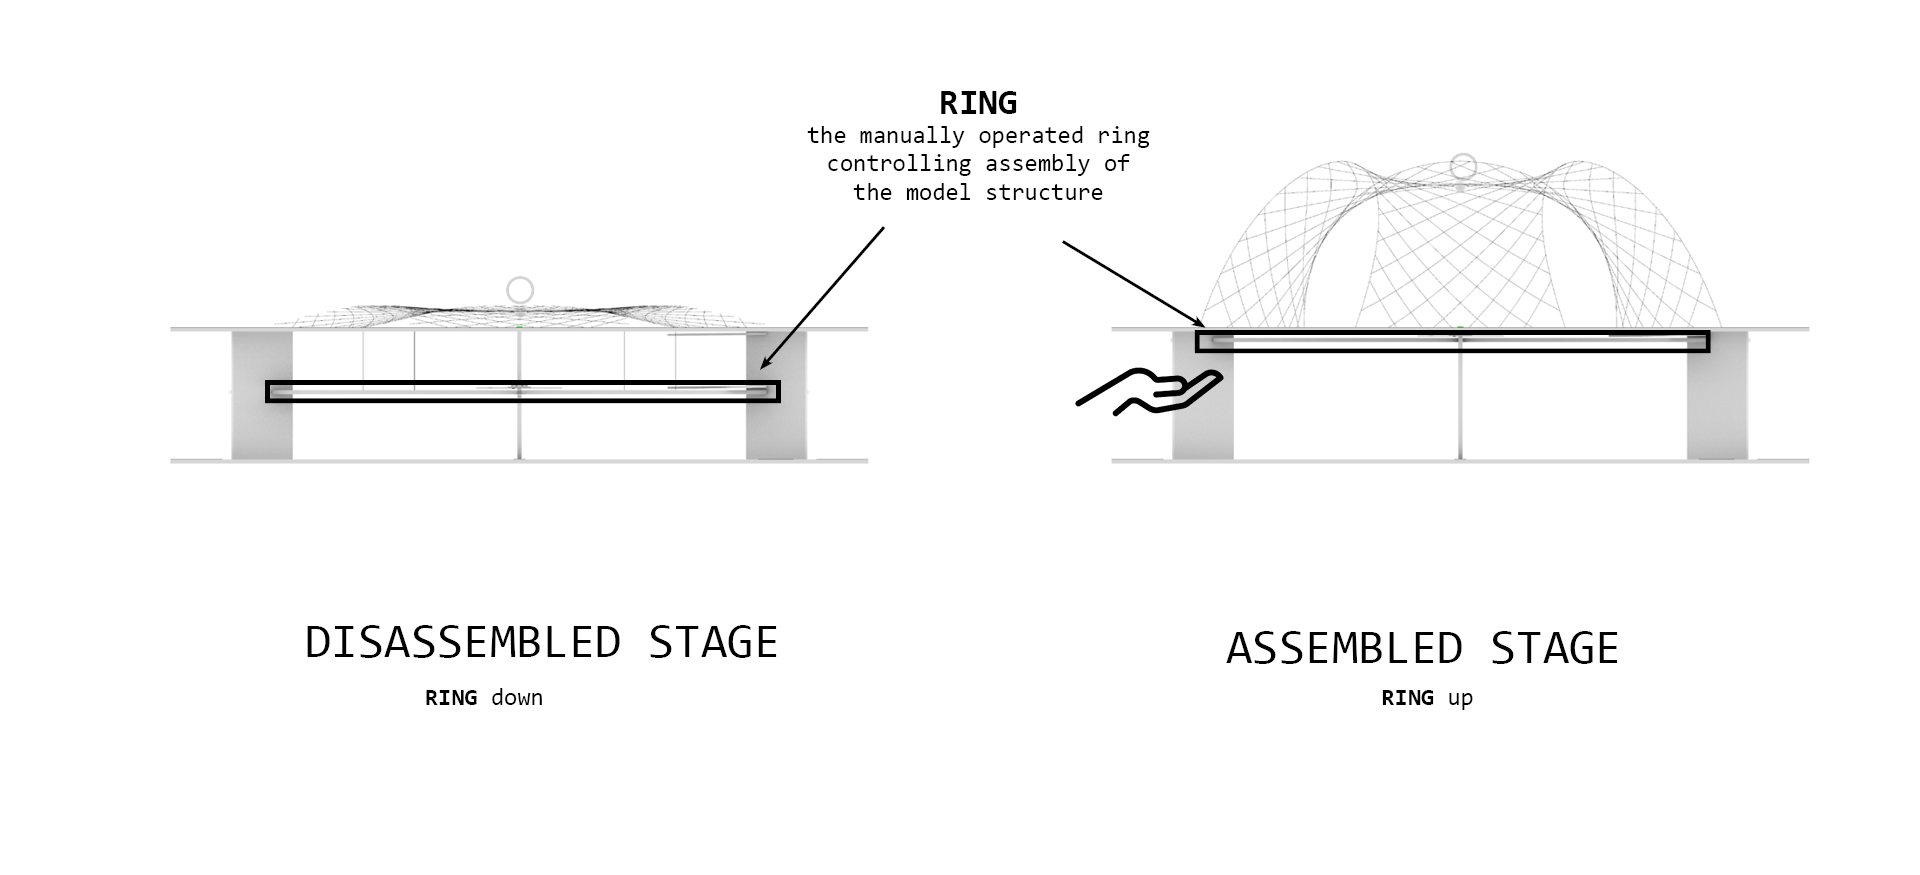 RING
the manually operated ring
controlling assembly of
the model structure
DISASSEMBLED STAGE
RING down
ASSEMBLED STAGE
RING up